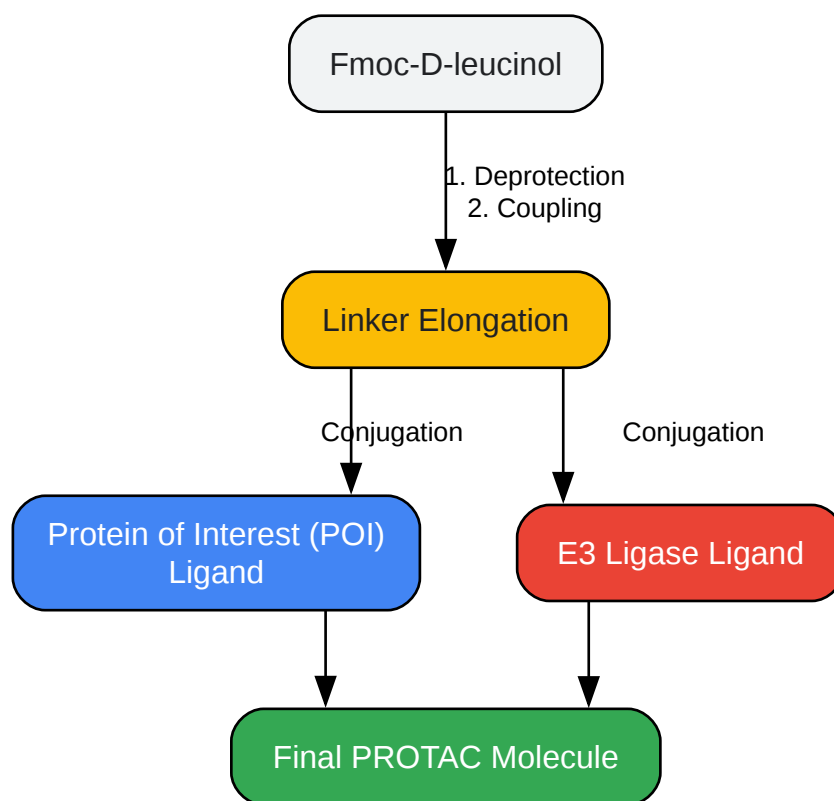 Fmoc-D-leucinol
1. Deprotection
2. Coupling
Linker Elongation
Conjugation
Conjugation
Protein of Interest (POI)
Ligand
E3 Ligase Ligand
Final PROTAC Molecule